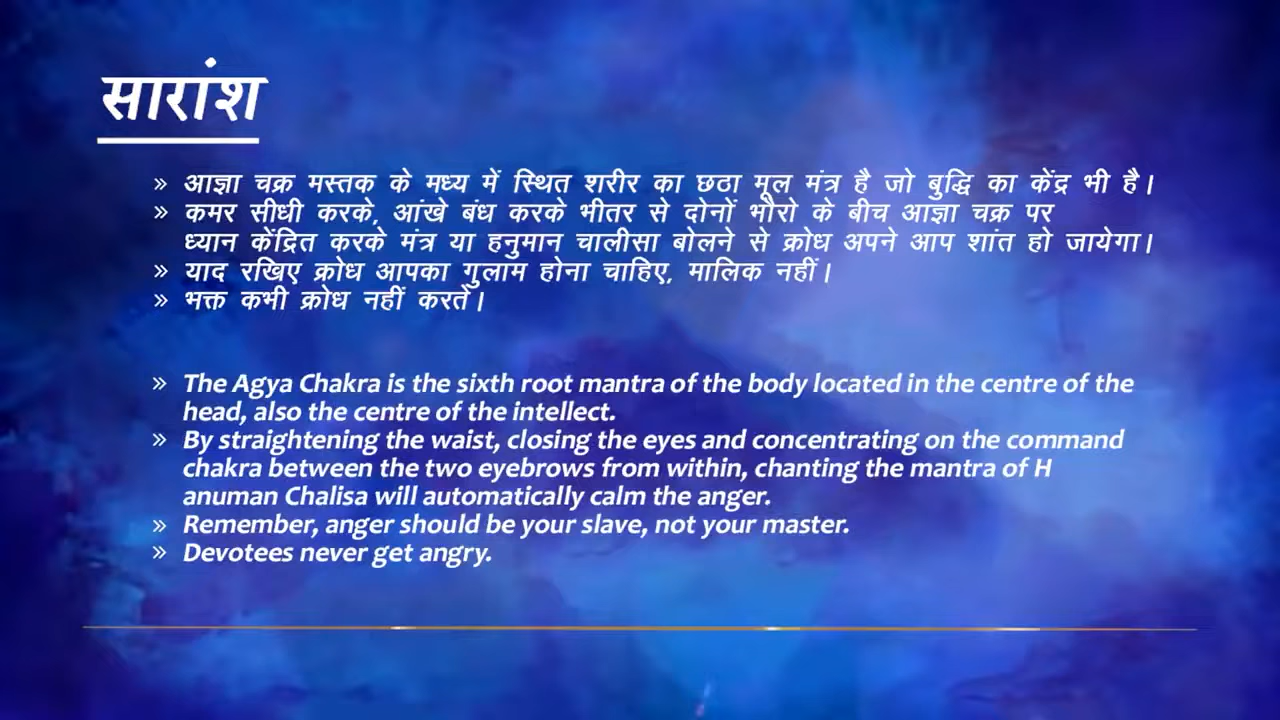 सारांश
» आज्ञा चक्र मस्तक के मध्य में स्थित शरीर का छठा मूल मंत्र है जो बुद्धि का केंद्र भी है।
» कमर सीधी करके, आंखे बंध करके भीतर से दोनों भौरो के बीच आज्ञा चक्र पर
ध्यान केंद्रित करके मंत्र या हनुमान चालीसा बोलने से क्रोध अपने आप शांत हो जायेगा।
» याद रखिए क्रोध आपका गुलाम होना चाहिए, मालिक नहीं।
» भक्त कभी क्रोध नहीं करते।
» The Agya Chakra is the sixth root mantra of the body located in the centre of the
head, also the centre of the intellect.
» By straightening the waist, closing the eyes and concentrating on the command
chakra between the two eyebrows from within, chanting the mantra of H
anuman Chalisa will automatically calm the anger.
» Remember, anger should be your slave, not your master.
» Devotees never get angry.